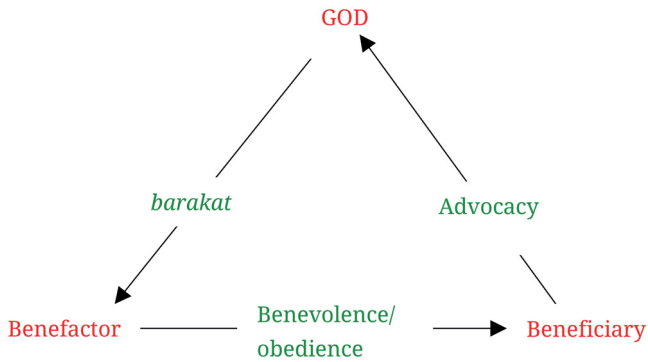 GOD
barakat
Advocacy
Benefactor
Benevolence/
obedience
Beneficiary